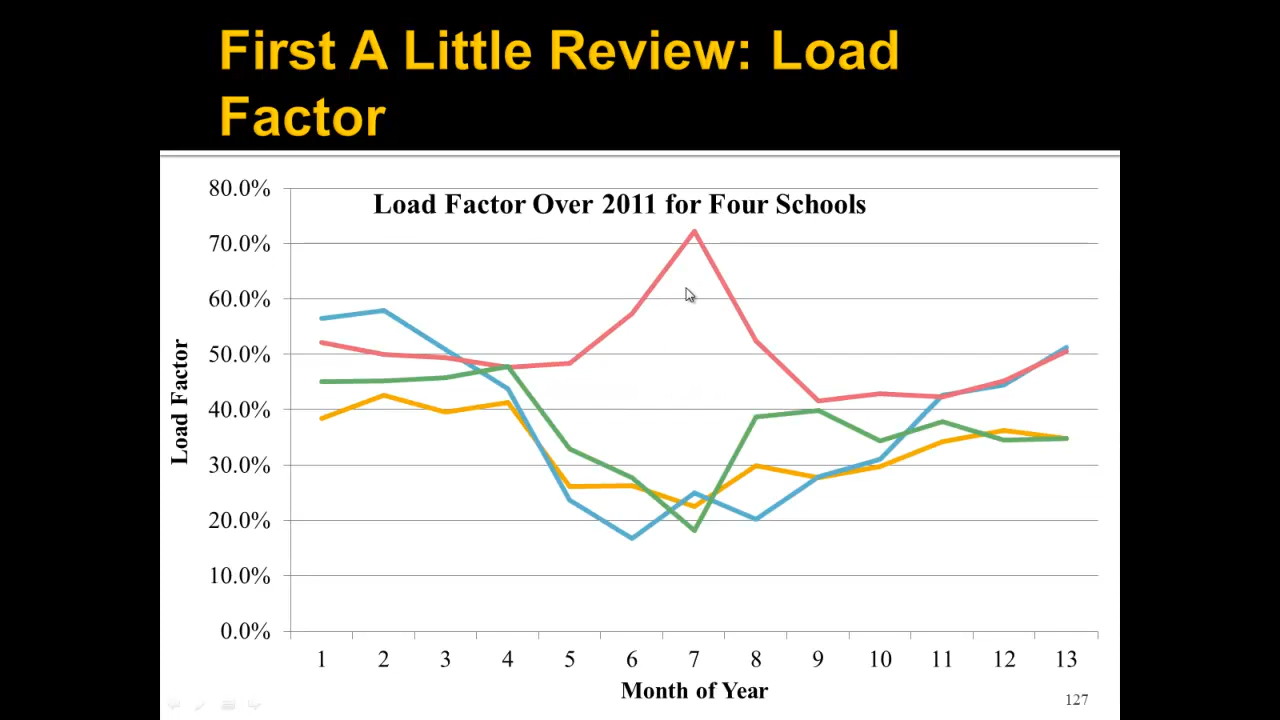 First A Little Review: Load
Factor
Load Factor Over 2011 for Four Schools
80.0%
70.0%
60.0%
50.0%
40.0%
30.0%
20.0%
10.0%
0.0%
Load Factor
1 2 3 4 5 6 7 8 9 10 11 12 13
Month of Year
127